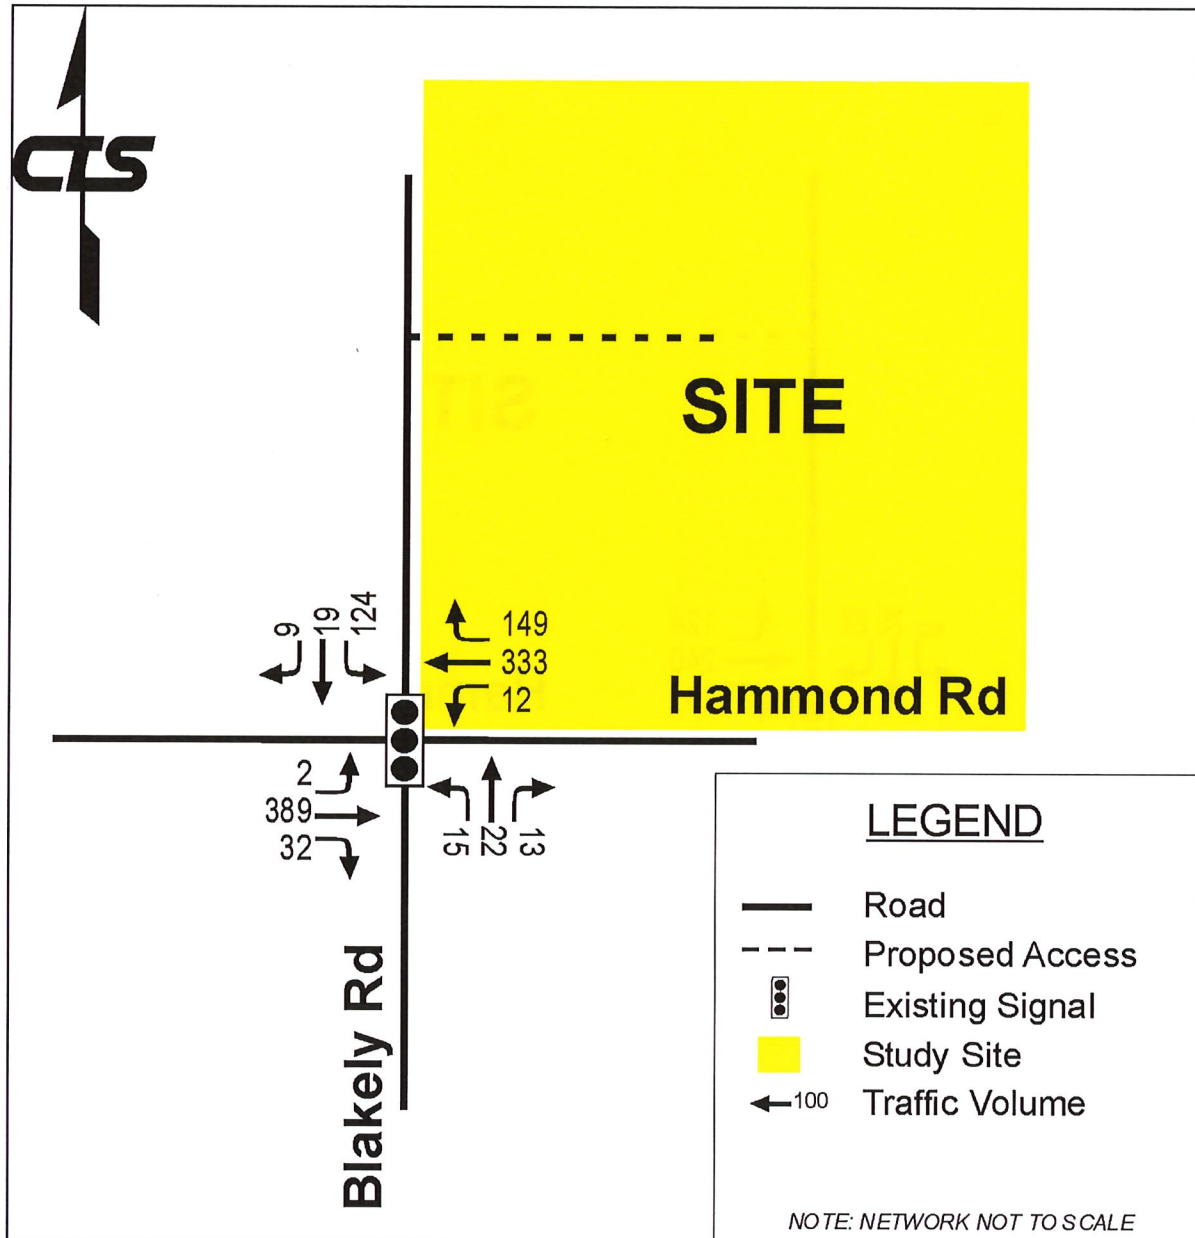 CTS
SITE
9
19
124
149
333
12
Hammond Rd
2
389
32
15
22
13
Blakely Rd
LEGEND
Road
Proposed Access
Existing Signal
Study Site
100 Traffic Volume
NOTE: NETWORK NOT TO SCALE